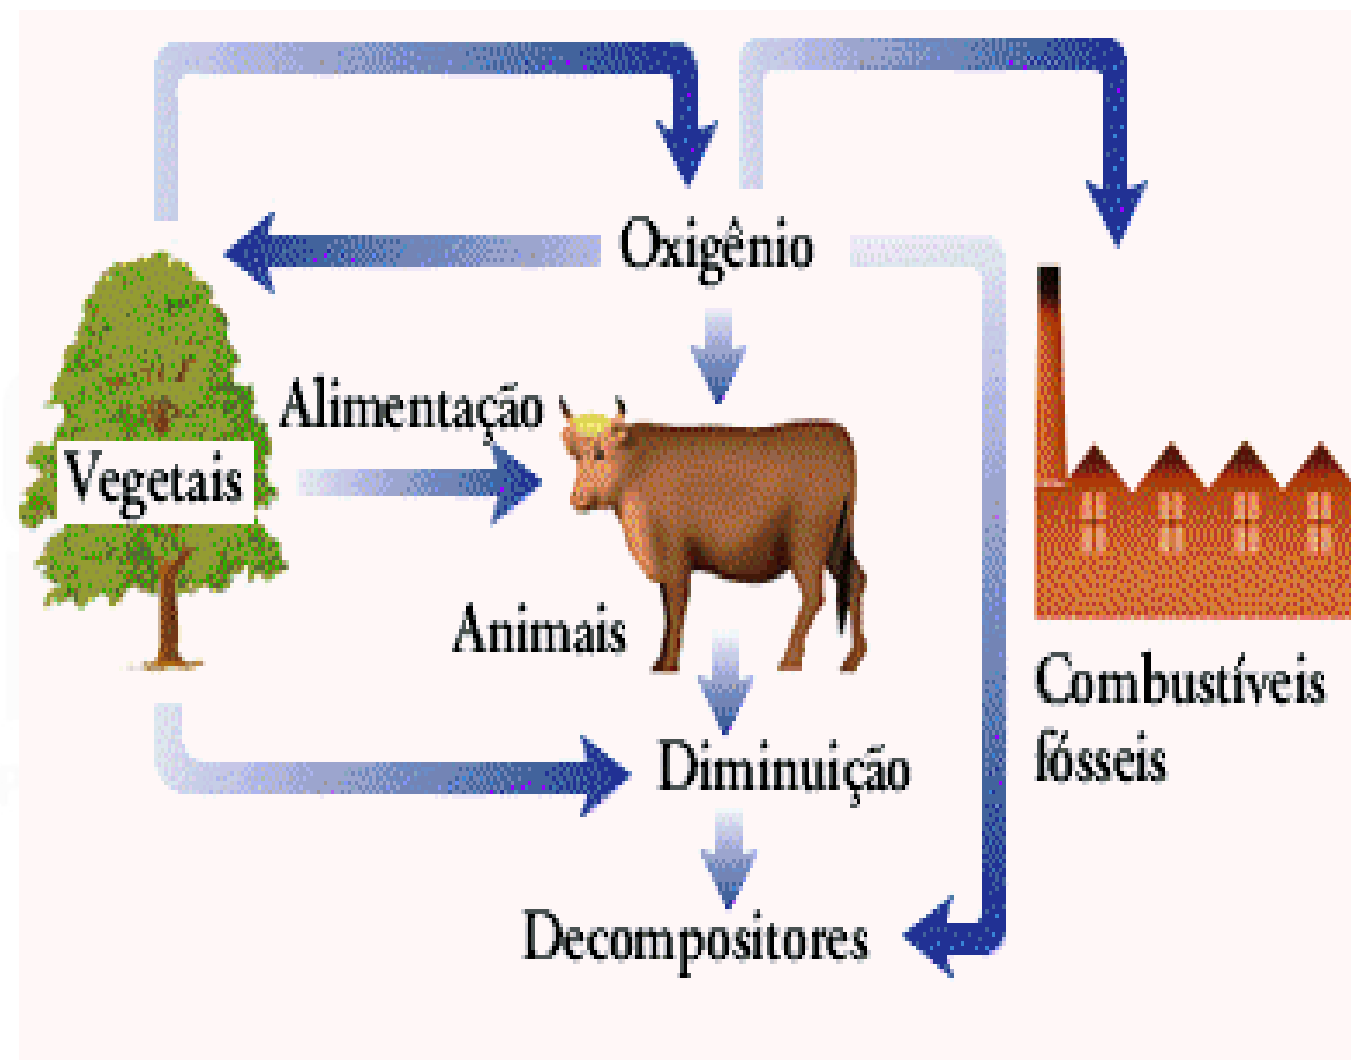 Oxigênio
Alimentação
Vegetais
Animais
Combustíveis
fósseis
Diminuição
Decompositores